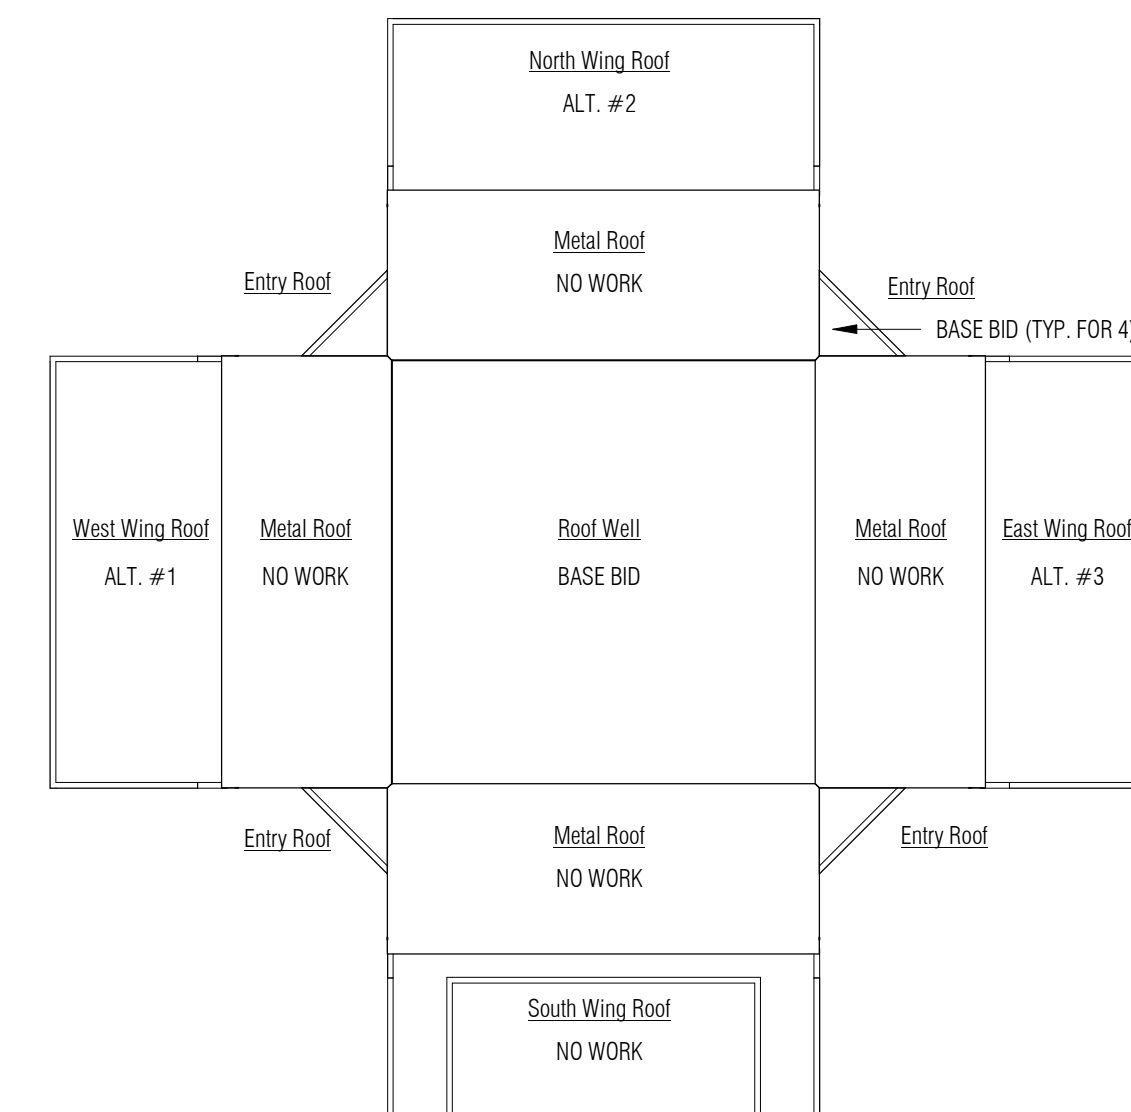 North Wing Roof
ALT. #2
Metal Roof
NO WORK
Entry Roof
Entry Roof
BASE BID (TYP. FOR 4)
West Wing Roof
ALT. #1
Metal Roof
NO WORK
Roof Well
BASE BID
Metal Roof
NO WORK
East Wing Roof
ALT. #3
Entry Roof
Metal Roof
NO WORK
Entry Roof
South Wing Roof
NO WORK